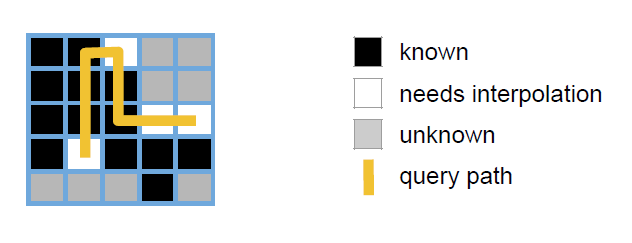 known
needs interpolation
unknown
query path